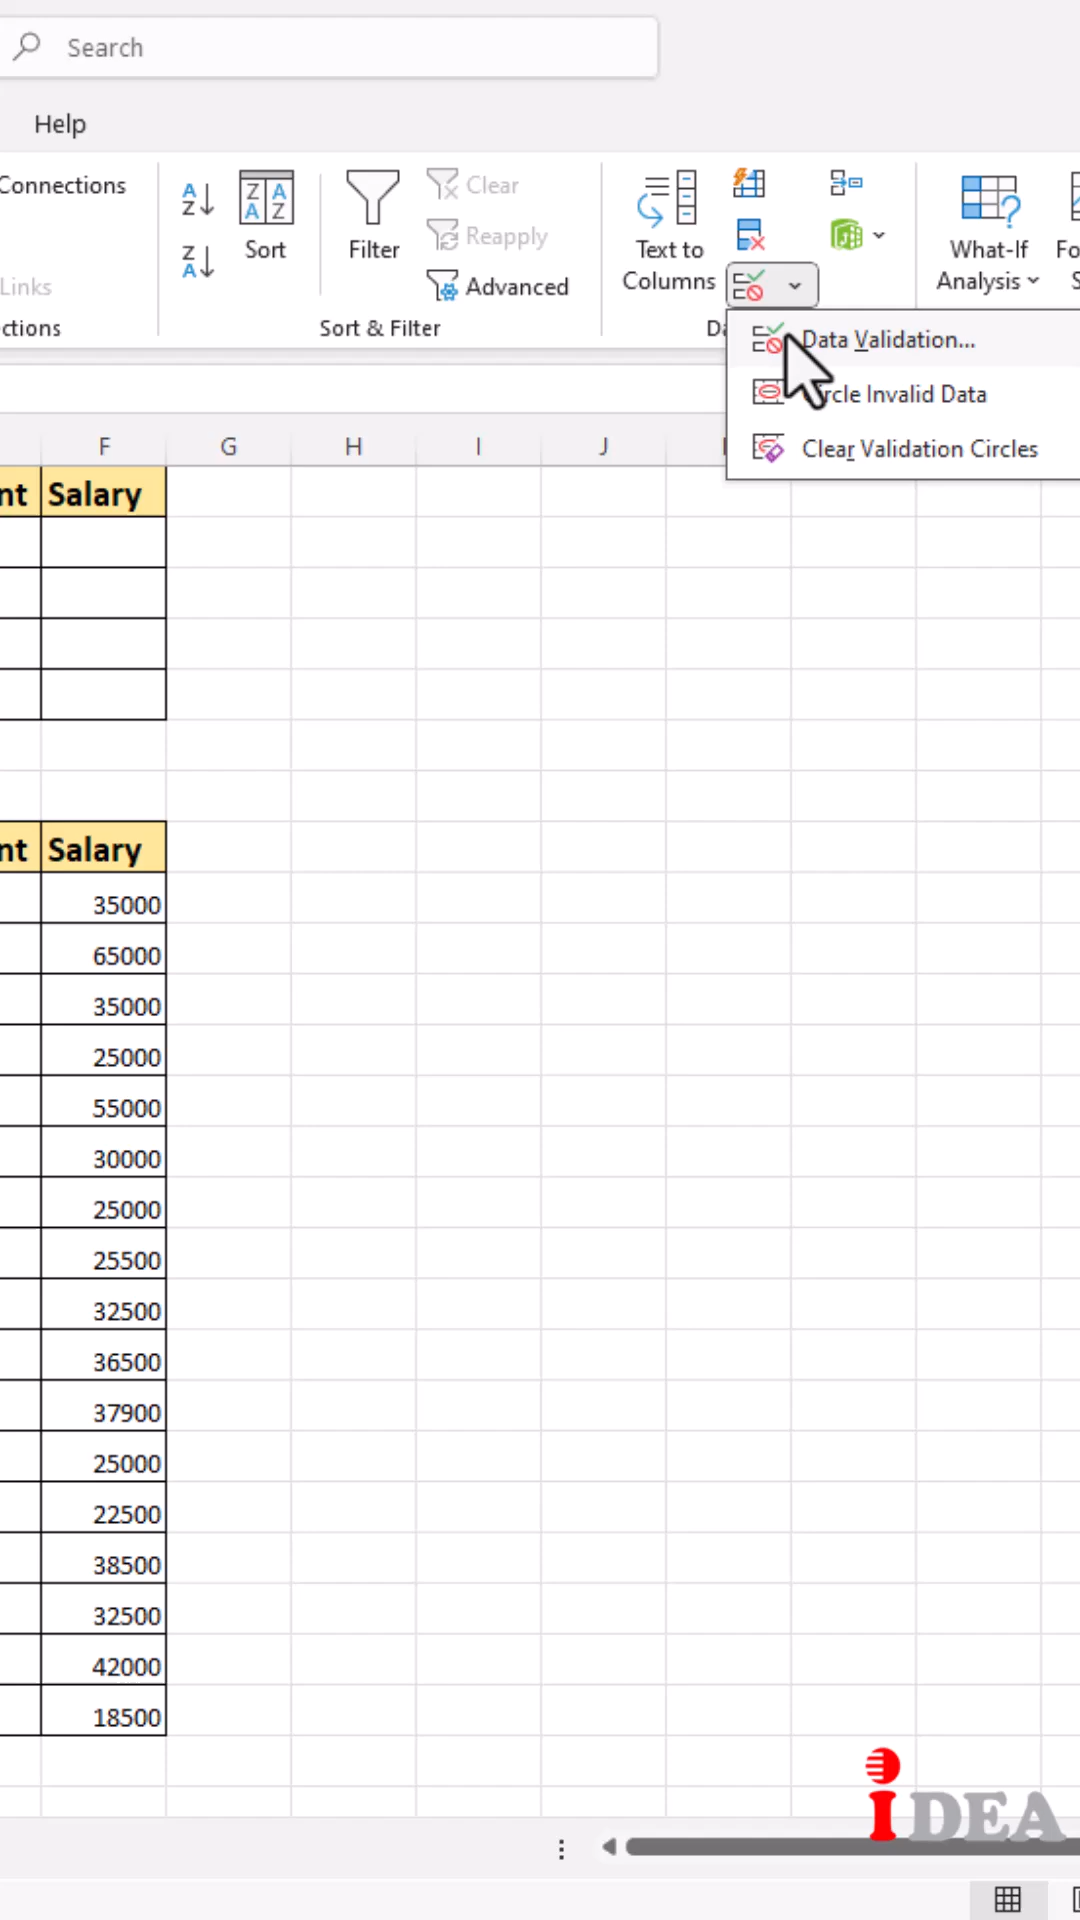 Search
Help
Connections
Links
ctions
A
Z
Z
A
Z A
A Z
Sort
Filter
Clear
Reapply
Advanced
Sort & Filter
Text to
Columns
What-If
Analysis
Data Validation...
rcle Invalid Data
Clear Validation Circles
F G H I J
nt Salary
nt Salary
35000
65000
35000
25000
55000
30000
25000
25500
32500
36500
37900
25000
22500
38500
32500
42000
18500
iDEA